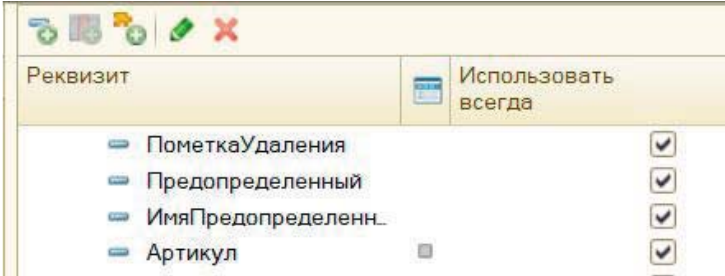 Реквизит
Использовать
всегда
ПометкаУдаления
Предопределенный
ИмяПредопределенн...
Артикул